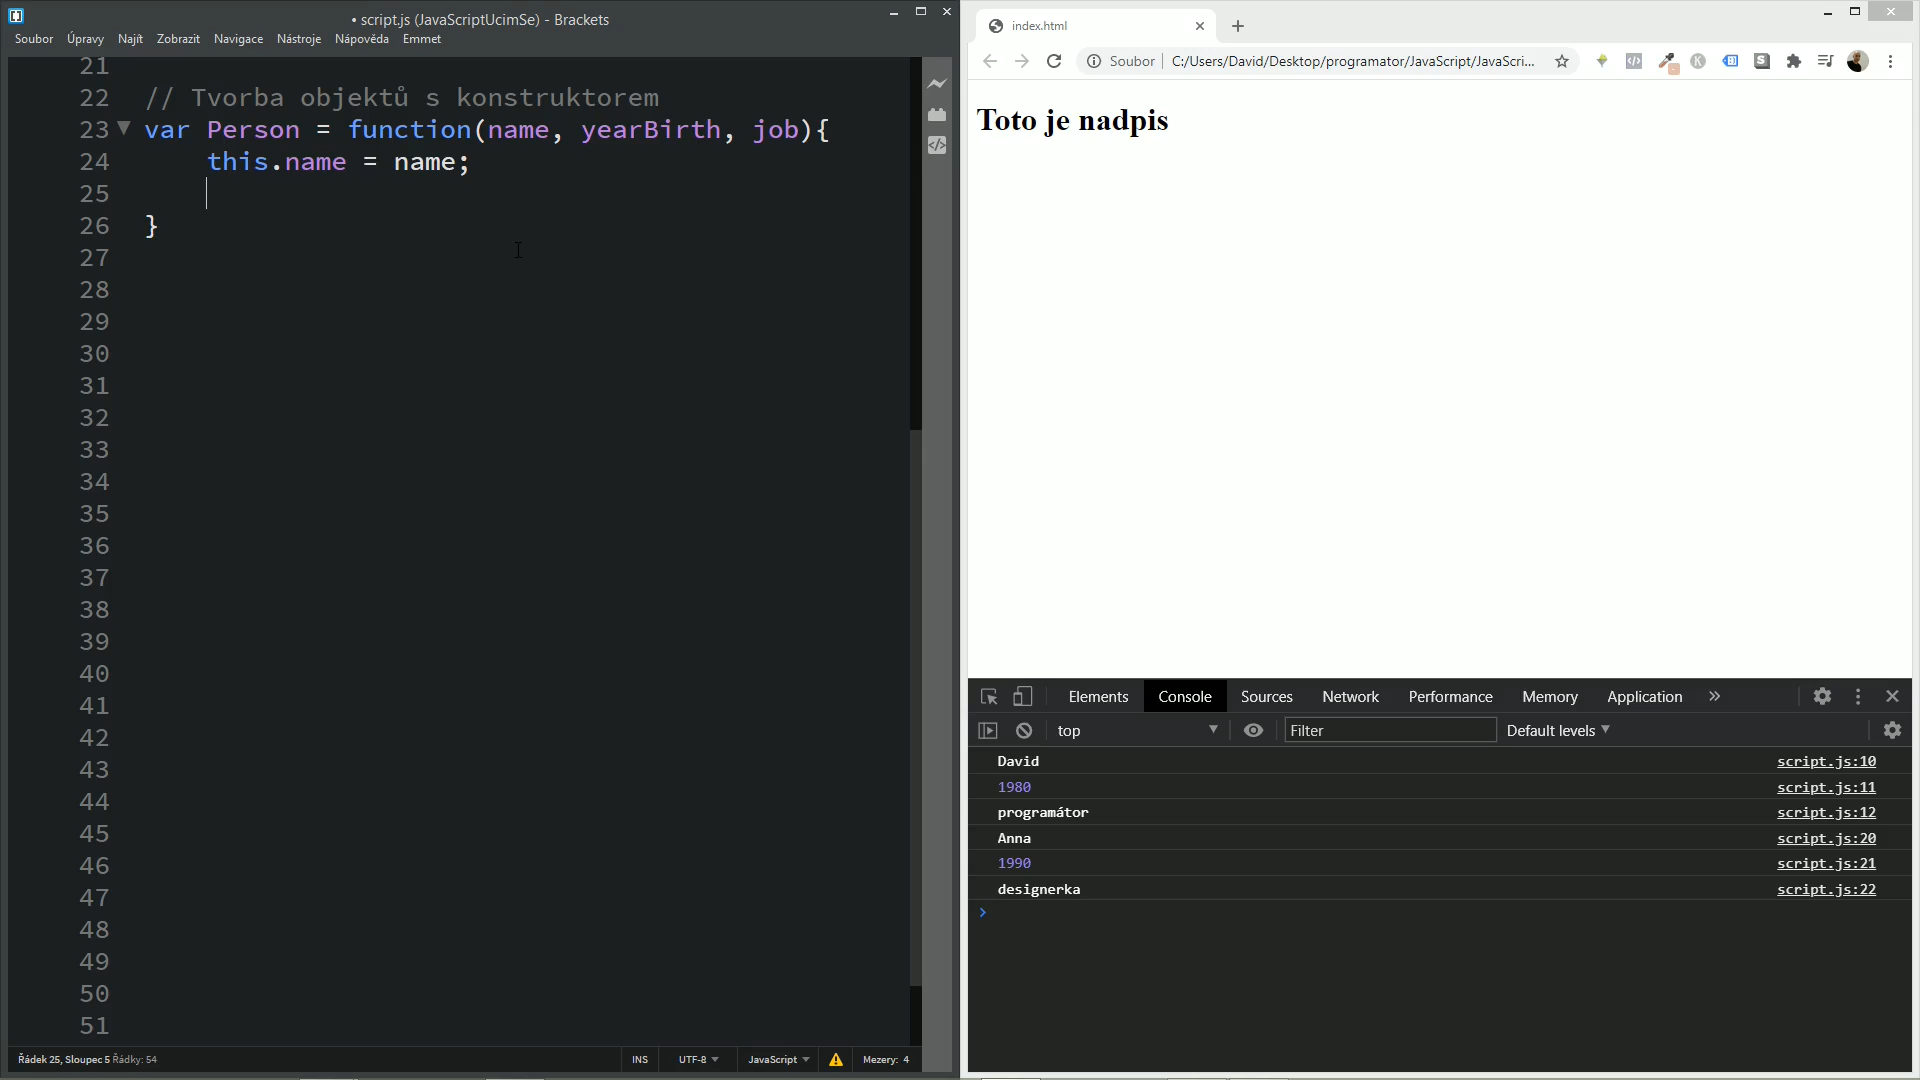 • script.js (JavaScriptUcimSe) - Brackets
Soubor Úpravy Najít Zobrazit Navigace Nástroje Nápověda Emmet
21
22 // Tvorba objektů s konstruktorem
23 var Person = function(name, yearBirth, job){
24 this.name = name;
25
26 }
27
28
29
30
31
32
33
34
35
36
37
38
39
40
41
42
43
44
45
46
47
48
49
50
51
Řádek 25, Sloupec 5 Řádky: 54
INS UTF-8 JavaScript Mezery: 4
index.html
Soubor C:/Users/David/Desktop/programator/JavaScript/JavaScri...
Toto je nadpis
Elements Console Sources Network Performance Memory Application »
top Filter Default levels
David script.js:10
1980 script.js:11
programátor script.js:12
Anna script.js:20
1990 script.js:21
designerka script.js:22
>